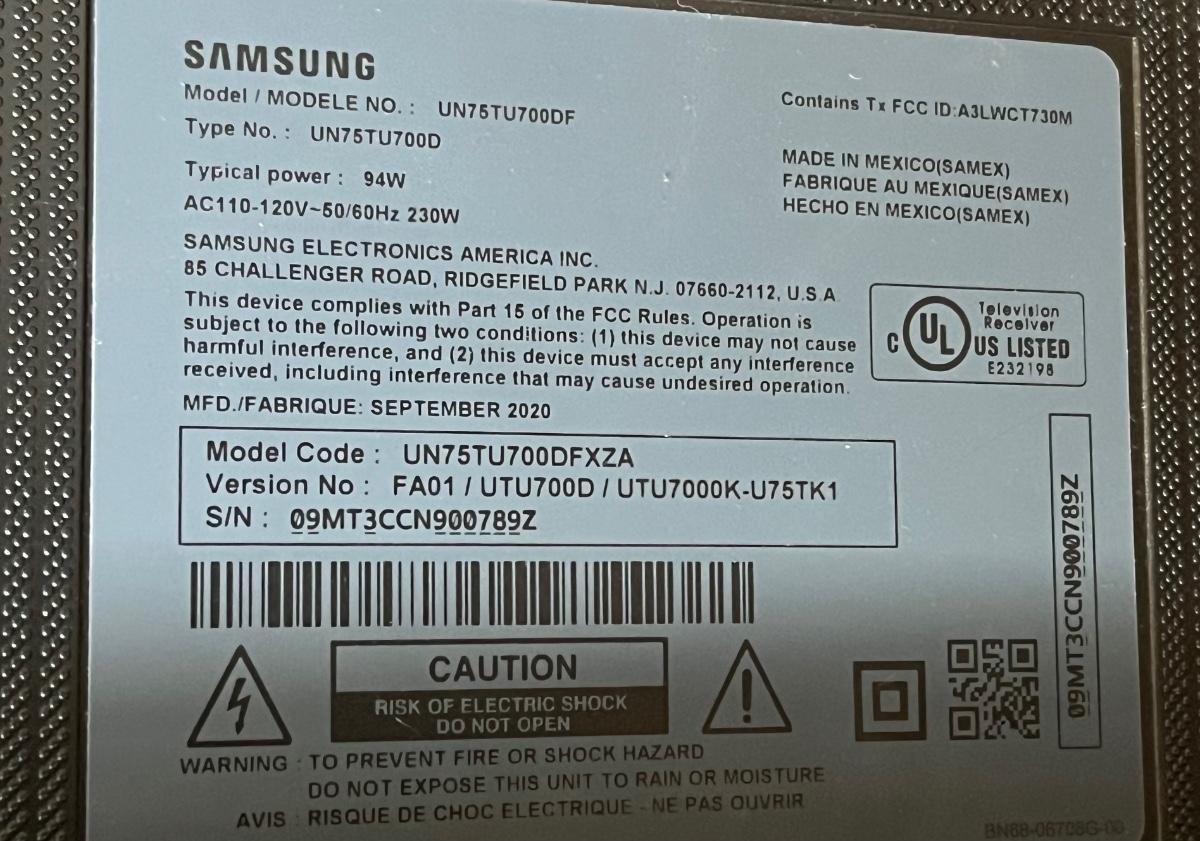 SAMSUNG
Model / MODELE NO. : UN75TU700DF
Type No. : UN75TU700D
Typical power : 94W
AC110-120V~50/60Hz 230W
Contains Tx FCC ID:A3LWCT730M
MADE IN MEXICO(SAMEX)
FABRIQUE AU MEXIQUE(SAMEX)
HECHO EN MEXICO(SAMEX)
SAMSUNG ELECTRONICS AMERICA INC.
85 CHALLENGER ROAD, RIDGEFIELD PARK N.J. 07660-2112, U.S.A
This device complies with Part 15 of the FCC Rules. Operation is
subject to the following two conditions: (1) this device may not cause
harmful interference, and (2) this device must accept any interference
received, including interference that may cause undesired operation.
C UL US LISTED
Television
Receiver
E232198
MFD./FABRIQUE: SEPTEMBER 2020
Model Code : UN75TU700DFXZA
Version No : FA01 / UTU700D / UTU7000K-U75TK1
S/N : 09MT3CCN900789Z
09MT3CCN900789Z
CAUTION
RISK OF ELECTRIC SHOCK
DO NOT OPEN
WARNING : TO PREVENT FIRE OR SHOCK HAZARD
DO NOT EXPOSE THIS UNIT TO RAIN OR MOISTURE
AVIS : RISQUE DE CHOC ELECTRIQUE - NE PAS OUVRIR
BN68-06708G-00